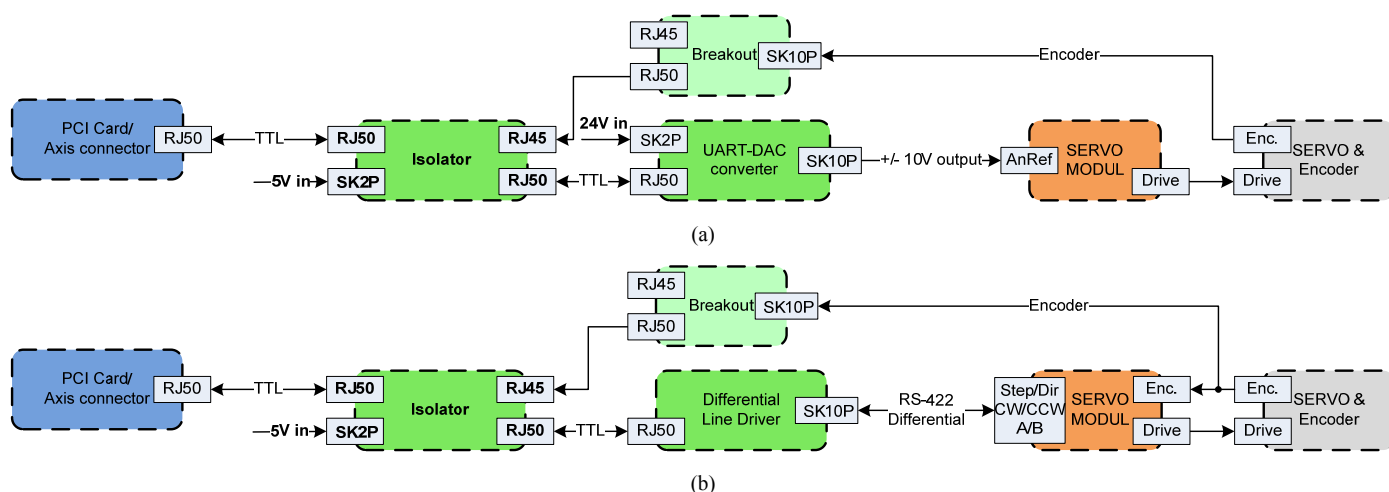 RJ45
Breakout
SK10P
Encoder
RJ50
PCI Card/
Axis connector
RJ50
TTL
RJ50
RJ45
Isolator
5V in
SK2P
RJ50
TTL
24V in
SK2P
UART-DAC
converter
RJ50
SK10P
+/- 10V output
AnRef
SERVO
MODUL
Drive
Enc.
SERVO &
Encoder
Drive
(a)
RJ45
Breakout
SK10P
Encoder
RJ50
PCI Card/
Axis connector
RJ50
TTL
RJ50
RJ45
Isolator
5V in
SK2P
RJ50
TTL
Differential
Line Driver
RJ50
SK10P
RS-422
Differential
Step/Dir
CW/CCW
A/B
SERVO
MODUL
Enc.
Drive
Enc.
SERVO &
Encoder
Drive
(b)